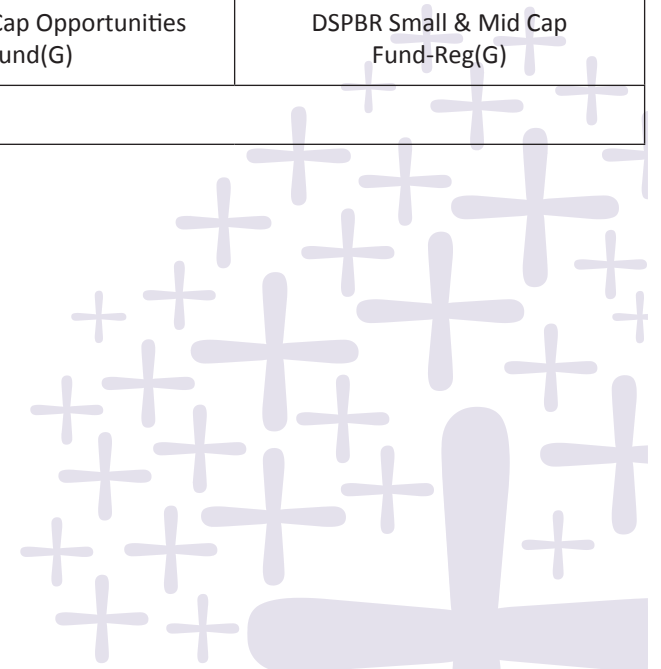 Cap Opportunities
DSPBR Small & Mid Cap
und(G)
Fund-Reg(G)